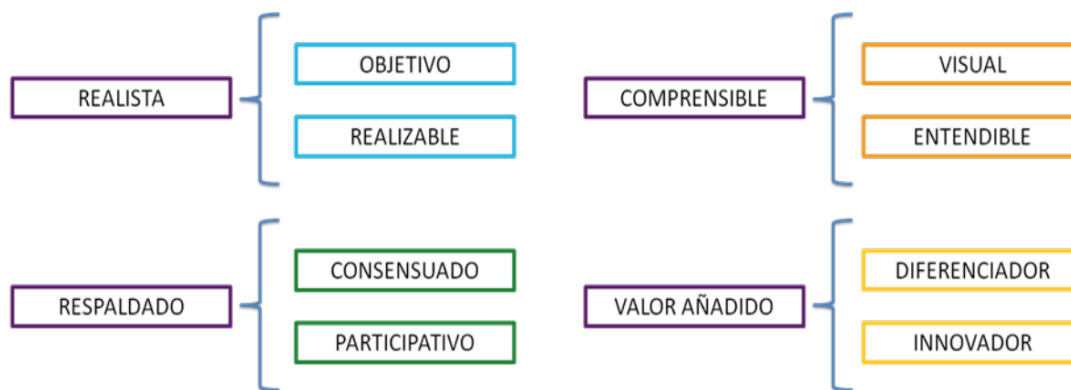 REALISTA
OBJETIVO
REALIZABLE
COMPRENSIBLE
VISUAL
ENTENDIBLE
RESPALDADO
CONSENSUADO
PARTICIPATIVO
VALOR AÑADIDO
DIFERENCIADOR
INNOVADOR